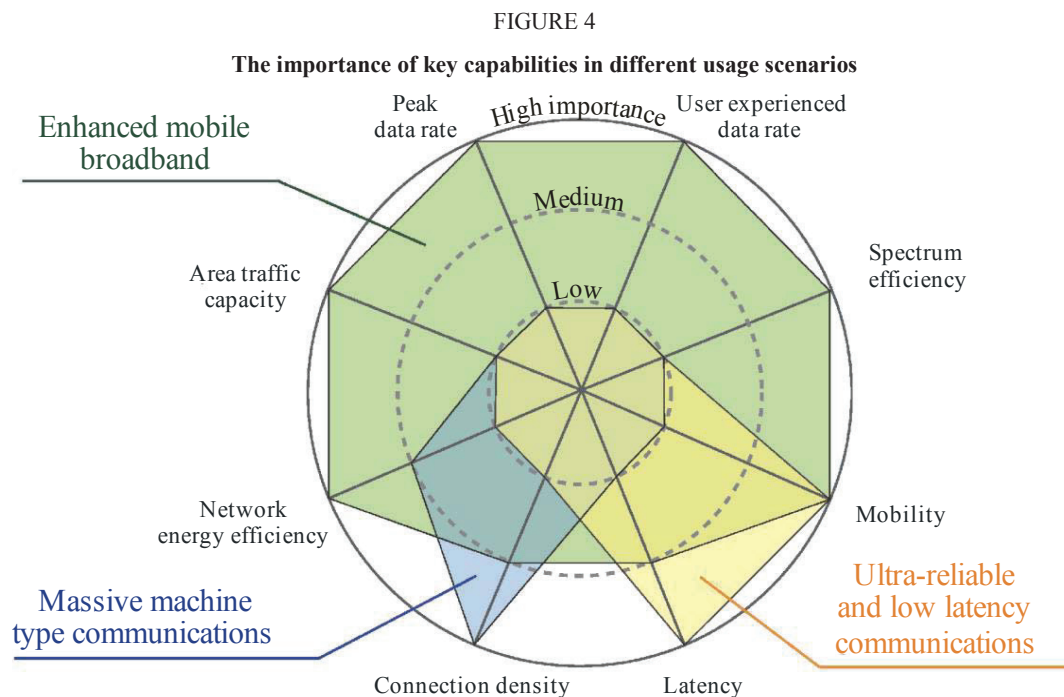 FIGURE 4
The importance of key capabilities in different usage scenarios
Peak
data rate
High importance
User experienced
data rate
Enhanced mobile
broadband
Medium
Area traffic
capacity
Low
Spectrum
efficiency
Network
energy efficiency
Mobility
Massive machine
type communications
Ultra-reliable
and low latency
communications
Connection density
Latency